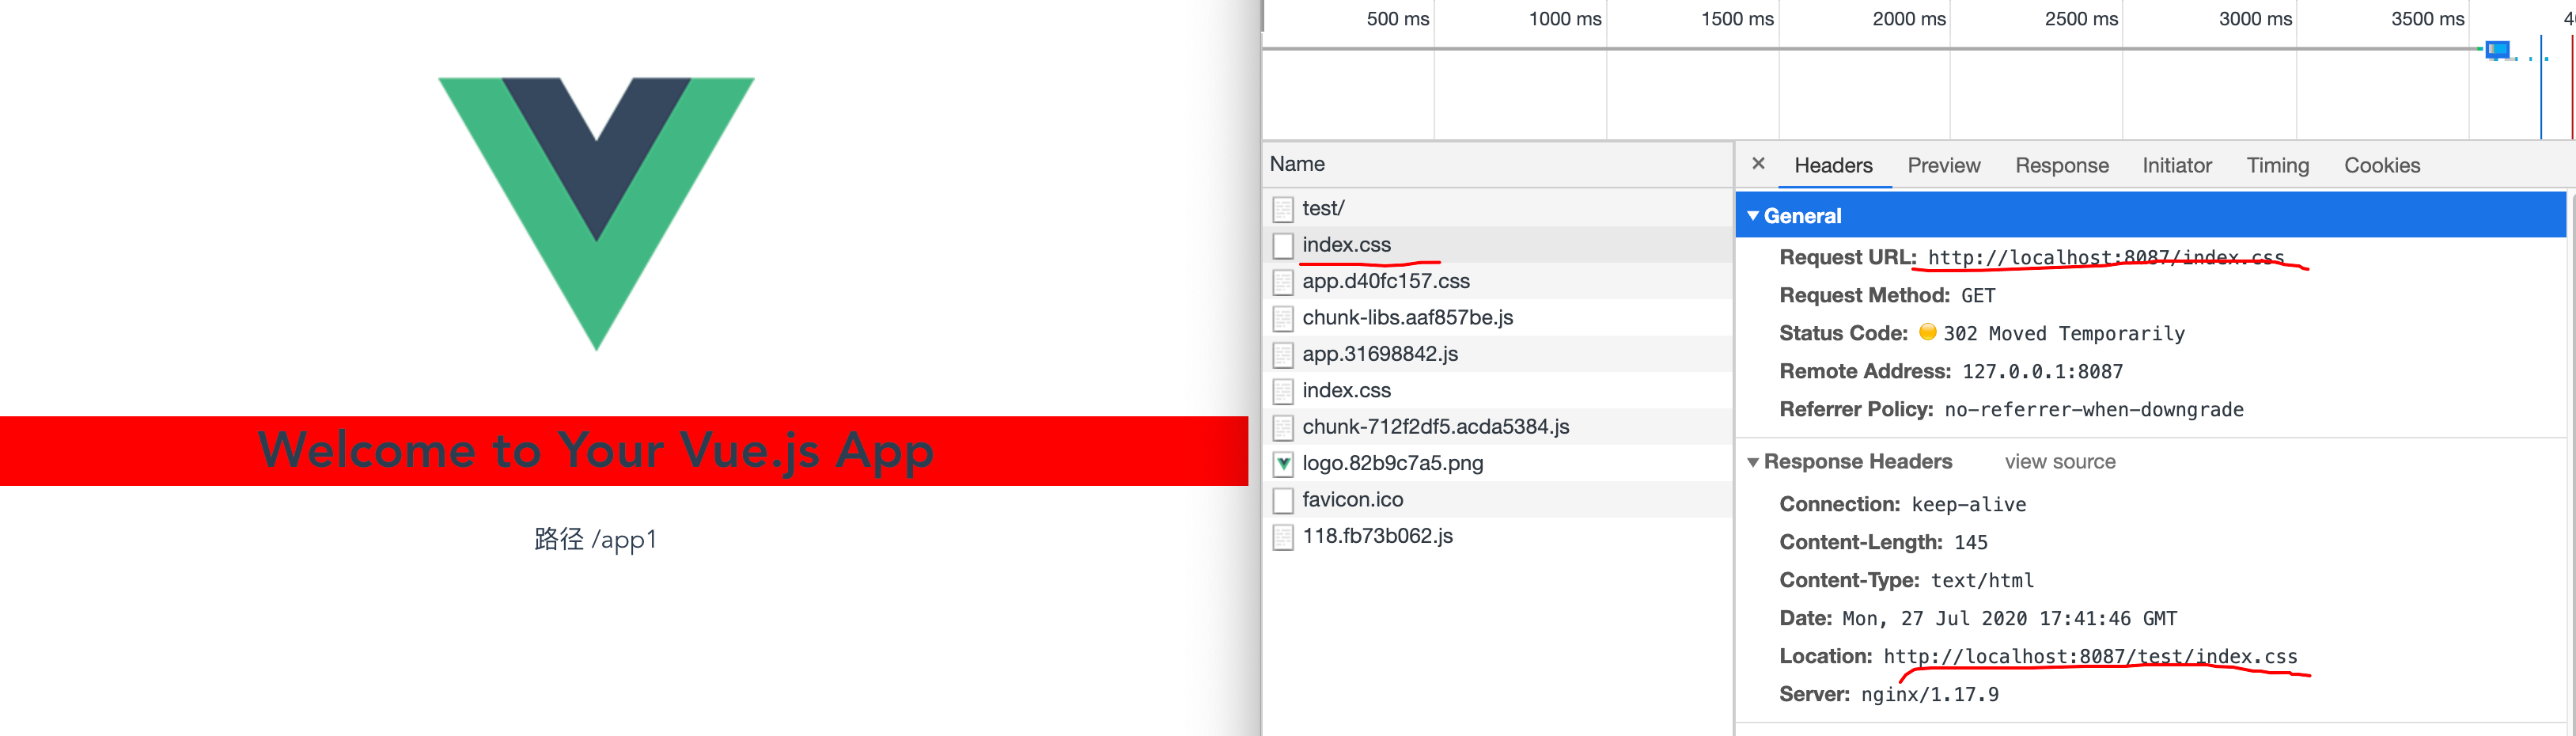 500 ms 1000 ms 1500 ms 2000 ms 2500 ms 3000 ms 3500 ms
Welcome to Your Vue.js App
路径 /app1
Name
test/
index.css
app.d40fc157.css
chunk-libs.aaf857be.js
app.31698842.js
index.css
chunk-712f2df5.acda5384.js
logo.82b9c7a5.png
favicon.ico
118.fb73b062.js
× Headers Preview Response Initiator Timing Cookies
General
Request URL: http://localhost:8087/index.css
Request Method: GET
Status Code: 302 Moved Temporarily
Remote Address: 127.0.0.1:8087
Referrer Policy: no-referrer-when-downgrade
Response Headers view source
Connection: keep-alive
Content-Length: 145
Content-Type: text/html
Date: Mon, 27 Jul 2020 17:41:46 GMT
Location: http://localhost:8087/test/index.css
Server: nginx/1.17.9